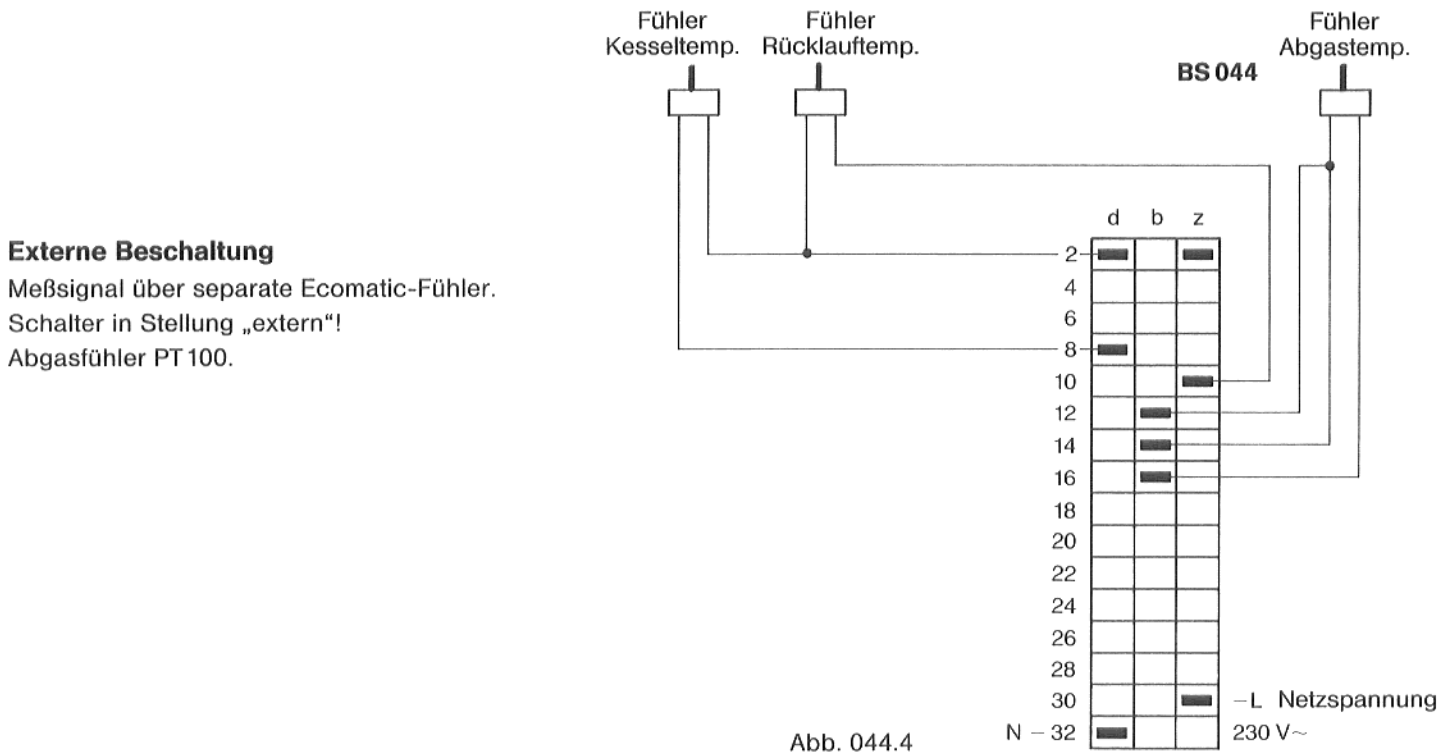 Fühler
Kesseltemp.
Fühler
Rücklauftemp.
Fühler
Abgastemp.
BS 044
Externe Beschaltung
Meßsignal über separate Ecomatic-Fühler.
Schalter in Stellung „extern“!
Abgasfühler PT 100.
d b z
2
4
6
8
10
12
14
16
18
20
22
24
26
28
30 –L Netzspannung
N – 32 230 V~
Abb. 044.4